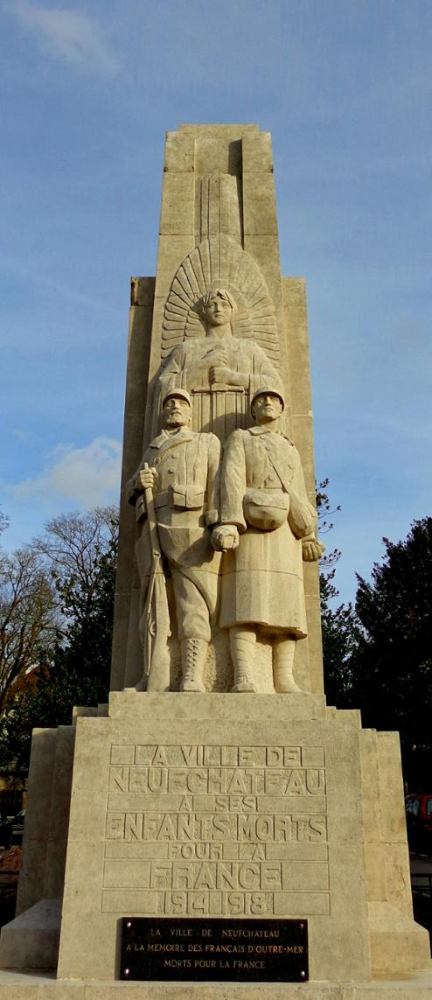 LA VILLE DE
NEUFCHATEAU
A SES
ENFANTS MORTS
POUR LA
FRANCE
1914 1918
LA VILLE DE NEUFCHATEAU
A LA MEMOIRE DES FRANÇAIS D'OUTRE-MER
MORTS POUR LA FRANCE